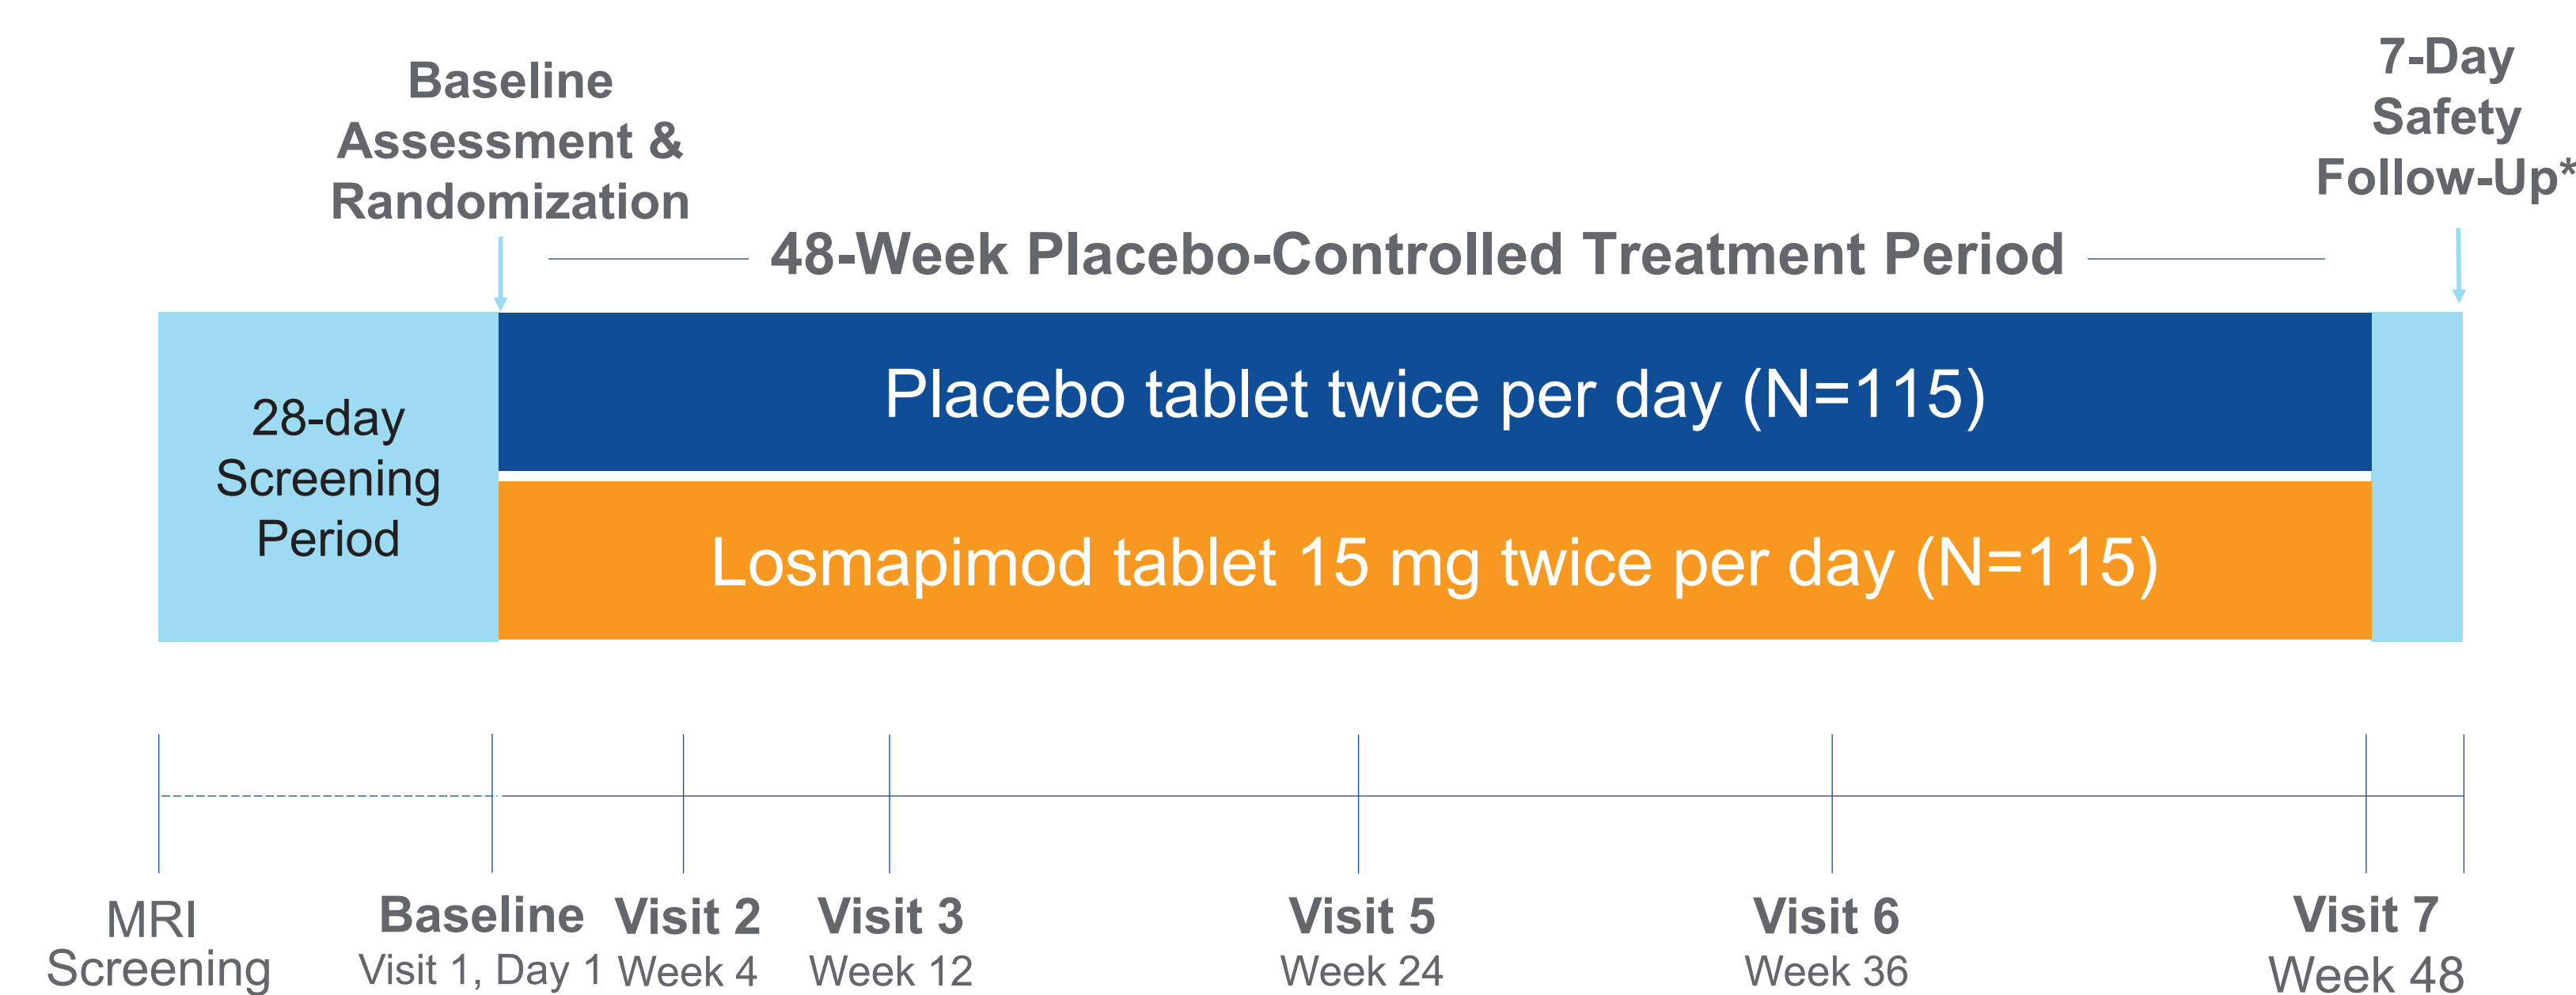 Baseline
Assessment &
Randomization
7-Day
Safety
Follow-Up*
48-Week Placebo-Controlled Treatment Period
28-day
Screening
Period
Placebo tablet twice per day (N=115)
Losmapimod tablet 15 mg twice per day (N=115)
MRI
Screening
Baseline
Visit 1, Day 1
Visit 2
Week 4
Visit 3
Week 12
Visit 5
Week 24
Visit 6
Week 36
Visit 7
Week 48